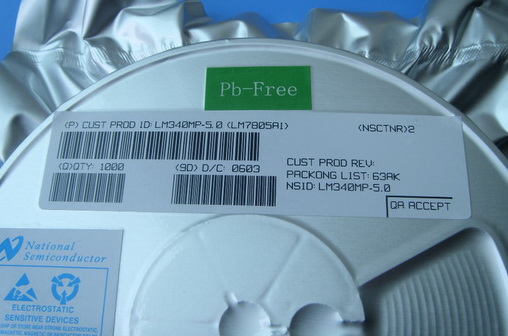 Pb-Free
(P) CUST PROD ID: LM340MP-5.0 (LM7805AI)
(NSCTNR)2
(Q)QTY: 1000
(9D) D/C: 0603
CUST PROD REV:
PACKONG LIST: 63AK
NSID: LM340MP-5.0
QA ACCEPT
National
Semiconductor
ELECTROSTATIC
SENSITIVE DEVICES